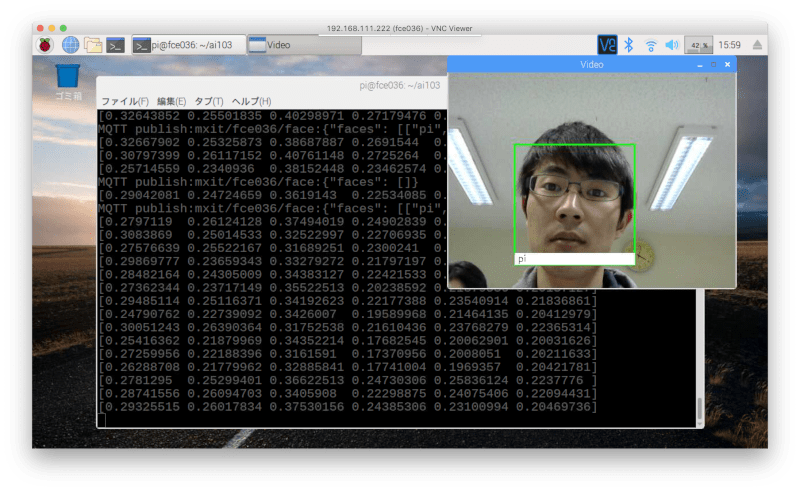 192.168.111.222 (fce036) - VNC Viewer
pi@fce036: ~/ai103
Video
42 %
15:59
ゴミ箱
Video
pi@fce036: ~/ai103
ファイル(F) 編集(E) タブ(T) ヘルプ(H)
[0.32643852 0.25501835 0.40298971 0.27179476 0
MQTT publish:mxit/fce036/face:{"faces": [["pi",
[0.32667902 0.25325873 0.38687887 0.2691544 0
[0.30797399 0.26117152 0.40761148 0.2725264 0
[0.25714559 0.2340936 0.38152448 0.23462574 0
MQTT publish:mxit/fce036/face:{"faces": []}
[0.29042081 0.24724659 0.3619143 0.22534085 0
MQTT publish:mxit/fce036/face:{"faces": [["pi",
[0.2797119 0.26124128 0.37494019 0.24902839 0
[0.3083869 0.25014533 0.32522997 0.22706935 0
[0.27576639 0.25522167 0.31689251 0.2300241 0
[0.29869777 0.23659343 0.33279272 0.21797197 0
[0.28482164 0.24305009 0.34383127 0.22421533 0
[0.27362344 0.23717149 0.35522513 0.20238592
[0.29485114 0.25116371 0.34192623 0.22177388 0.23540914 0.21836861]
[0.24790762 0.22739092 0.3426007 0.19589968 0.21464135 0.20412979]
[0.30051243 0.26390364 0.31752538 0.21610436 0.23768279 0.22365314]
[0.25416362 0.21879969 0.34352214 0.17682545 0.20062901 0.20031626]
[0.27259956 0.22188396 0.3161591 0.17370956 0.2008051 0.20211633]
[0.26288708 0.21779962 0.32885841 0.17741004 0.1969357 0.20421781]
[0.2781295 0.25299401 0.36622513 0.24730306 0.25836124 0.2237776 ]
[0.28741556 0.26094703 0.3405908 0.22298875 0.24075406 0.22094431]
[0.29325515 0.26017834 0.37530156 0.24385306 0.23100994 0.20469736]
pi